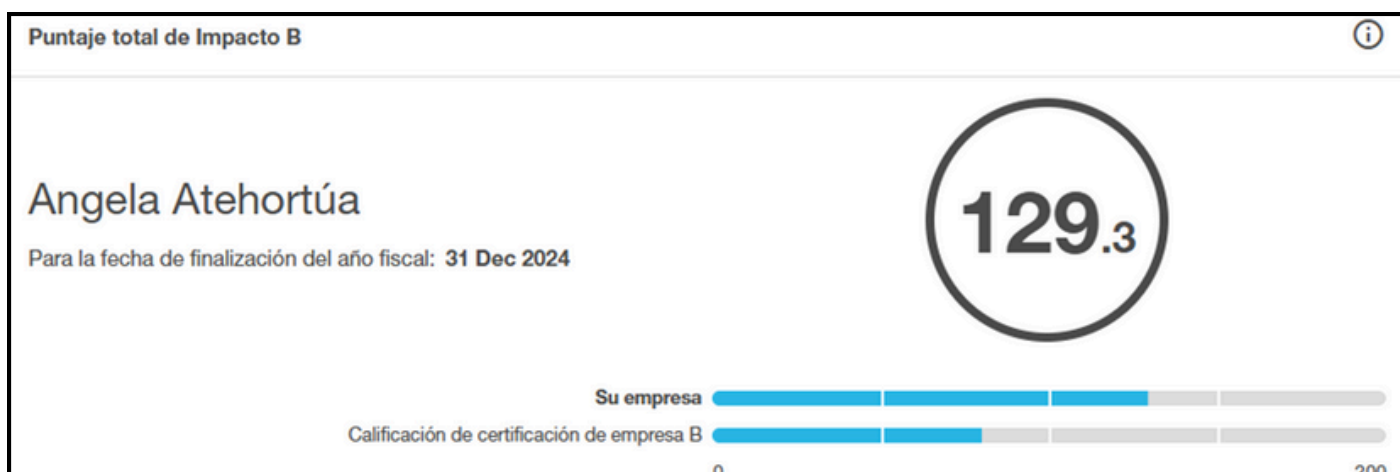 Puntaje total de Impacto B
Angela Atehortúa
129.3
Para la fecha de finalización del año fiscal: 31 Dec 2024
Su empresa
Calificación de certificación de empresa B
0 200